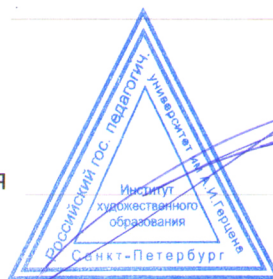 Российский гос. педагогич.
университет им. А.И.Герцена
Институт
художественного
образования
Санкт-Петербург
я